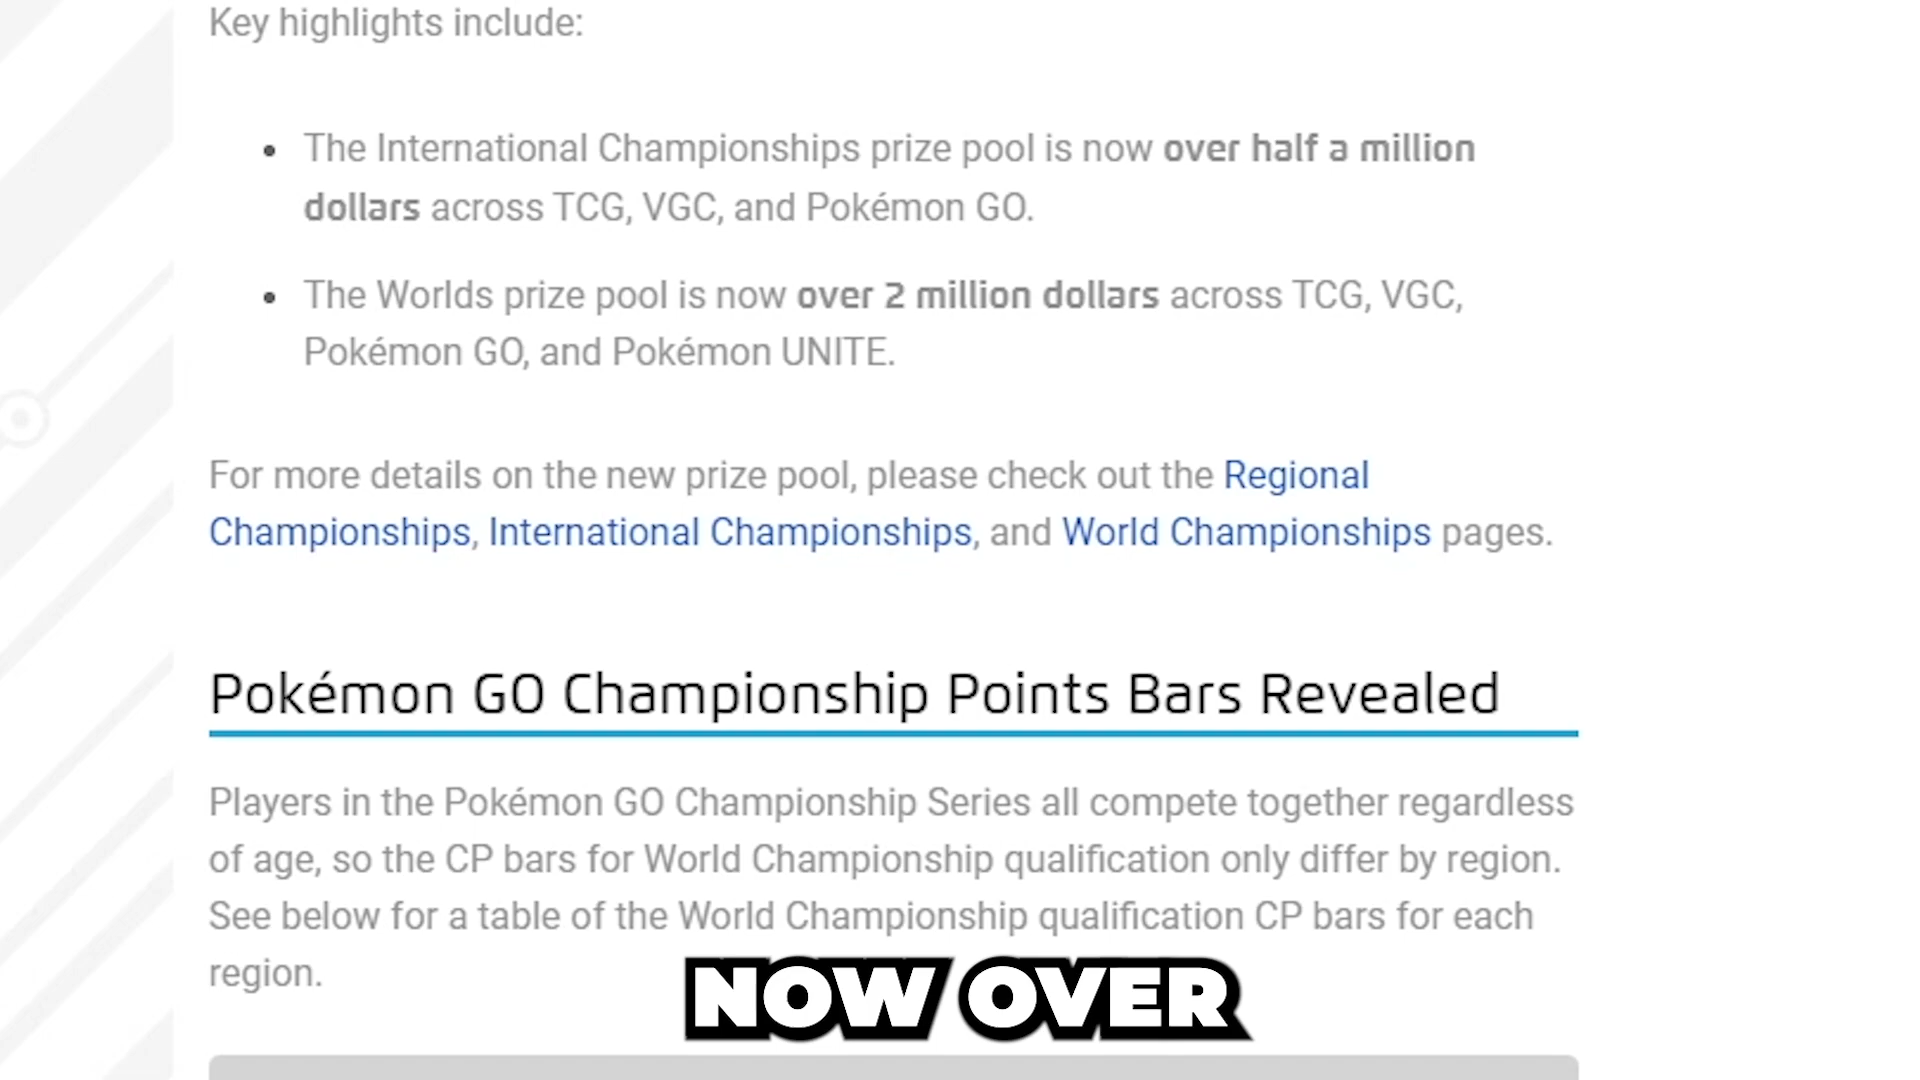 Key highlights include:
• The International Championships prize pool is now over half a million
dollars across TCG, VGC, and Pokémon GO.
• The Worlds prize pool is now over 2 million dollars across TCG, VGC,
Pokémon GO, and Pokémon UNITE.
For more details on the new prize pool, please check out the Regional
Championships, International Championships, and World Championships pages.
Pokémon GO Championship Points Bars Revealed
Players in the Pokémon GO Championship Series all compete together regardless
of age, so the CP bars for World Championship qualification only differ by region.
See below for a table of the World Championship qualification CP bars for each
region.
NOW OVER